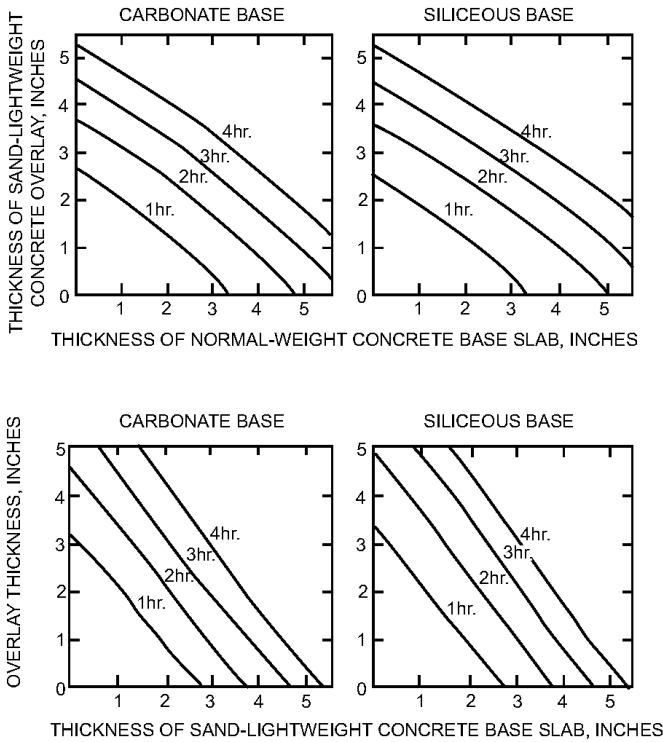 CARBONATE BASE
SILICEOUS BASE
THICKNESS OF SAND-LIGHTWEIGHT
CONCRETE OVERLAY, INCHES
5
4
3
2
1
0
4hr.
3hr.
2hr.
1hr.
1 2 3 4 5
5
4
3
2
1
0
4hr.
3hr.
2hr.
1hr.
1 2 3 4 5
THICKNESS OF NORMAL-WEIGHT CONCRETE BASE SLAB, INCHES
CARBONATE BASE
SILICEOUS BASE
OVERLAY THICKNESS, INCHES
5
4
3
2
1
0
4hr.
3hr.
2hr.
1hr.
1 2 3 4 5
5
4
3
2
1
0
4hr.
3hr.
2hr.
1hr.
1 2 3 4 5
THICKNESS OF SAND-LIGHTWEIGHT CONCRETE BASE SLAB, INCHES